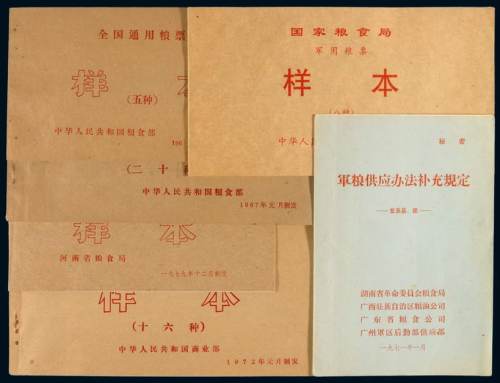 全国通用粮票
样 本
(五种)
中华人民共和国粮食部
国家粮食局
军用粮票
样 本
中华人
(二十
中华人民共和国粮食部
1967年元月制发
样 本
河南省粮食局
一九七九年十二月制发
样 本
(十六种)
中华人民共和国商业部
1972年元月制发
秘密
軍粮供应办法补充规定
湖南省革命委员会粮食局
广西壮族自治区粮油公司
广东省粮食公司
广州軍区后勤部供应部
一九七一年一月